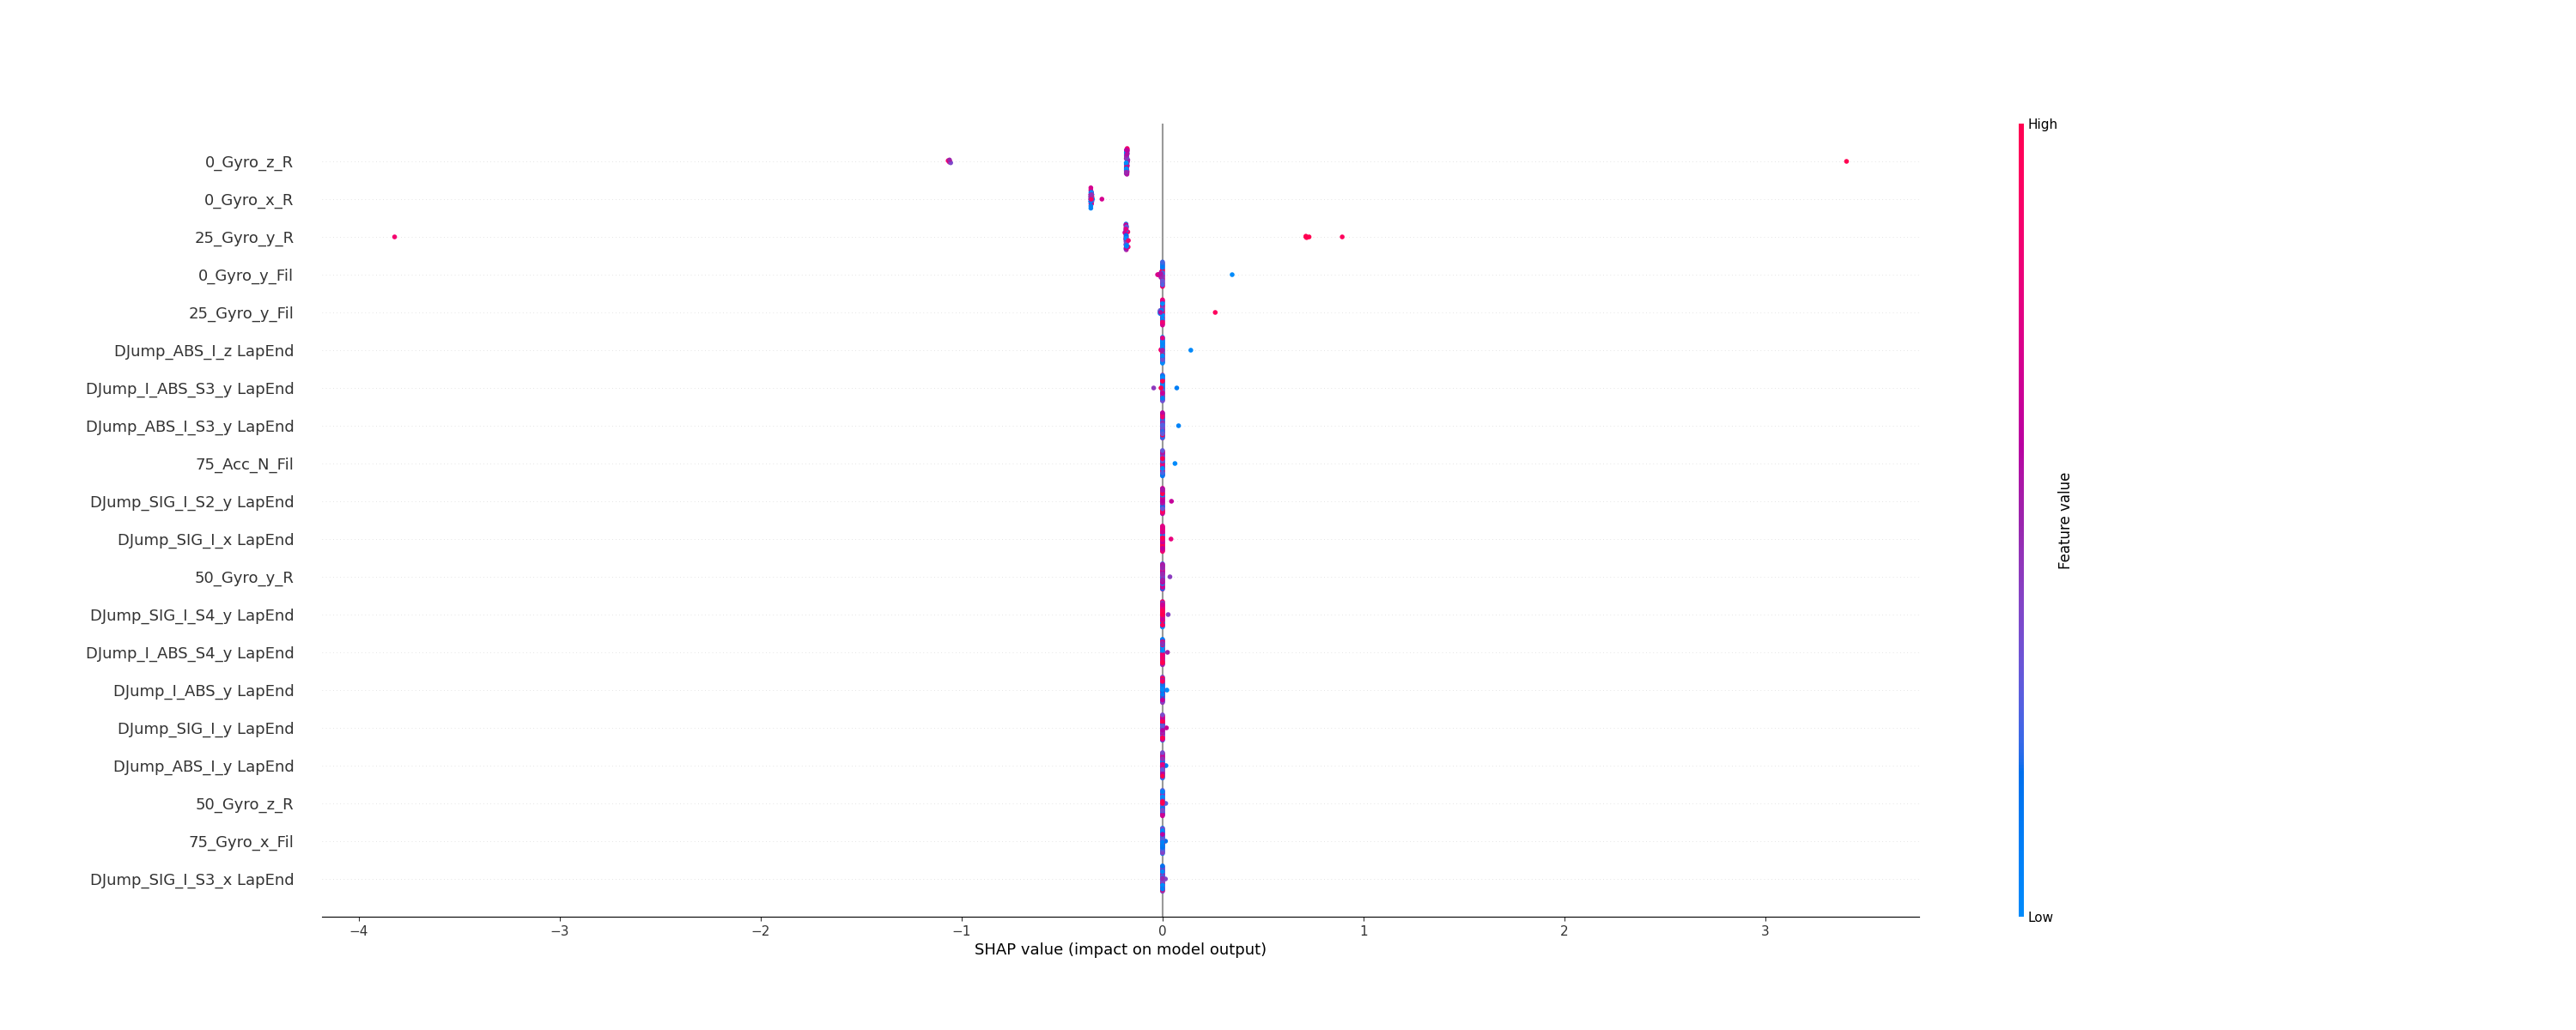 High
0_Gyro_z_R
0_Gyro_x_R
25_Gyro_y_R
0_Gyro_y_Fil
25_Gyro_y_Fil
DJump_ABS_I_z LapEnd
DJump_I_ABS_S3_y LapEnd
DJump_ABS_I_S3_y LapEnd
75_Acc_N_Fil
DJump_SIG_I_S2_y LapEnd
DJump_SIG_I_x LapEnd
50_Gyro_y_R
DJump_SIG_I_S4_y LapEnd
DJump_I_ABS_S4_y LapEnd
DJump_I_ABS_y LapEnd
DJump_SIG_I_y LapEnd
DJump_ABS_I_y LapEnd
50_Gyro_z_R
75_Gyro_x_Fil
DJump_SIG_I_S3_x LapEnd
Feature value
Low
−4 −3 −2 −1 0 1 2 3
SHAP value (impact on model output)